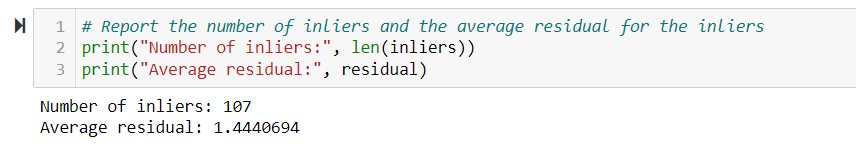 1 # Report the number of inliers and the average residual for the inliers
2 print("Number of inliers:", len(inliers))
3 print("Average residual:", residual)
Number of inliers: 107
Average residual: 1.4440694